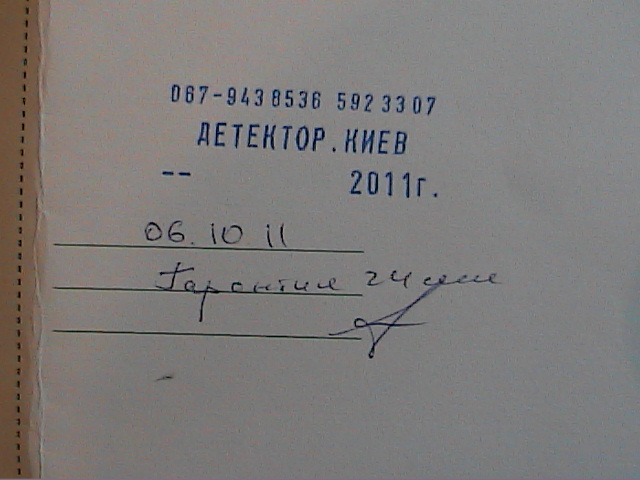 067-9438536 5923307
ДЕТЕКТОР.КИЕВ
-- 2011г.
06.10 11
Гарантия 24 мес